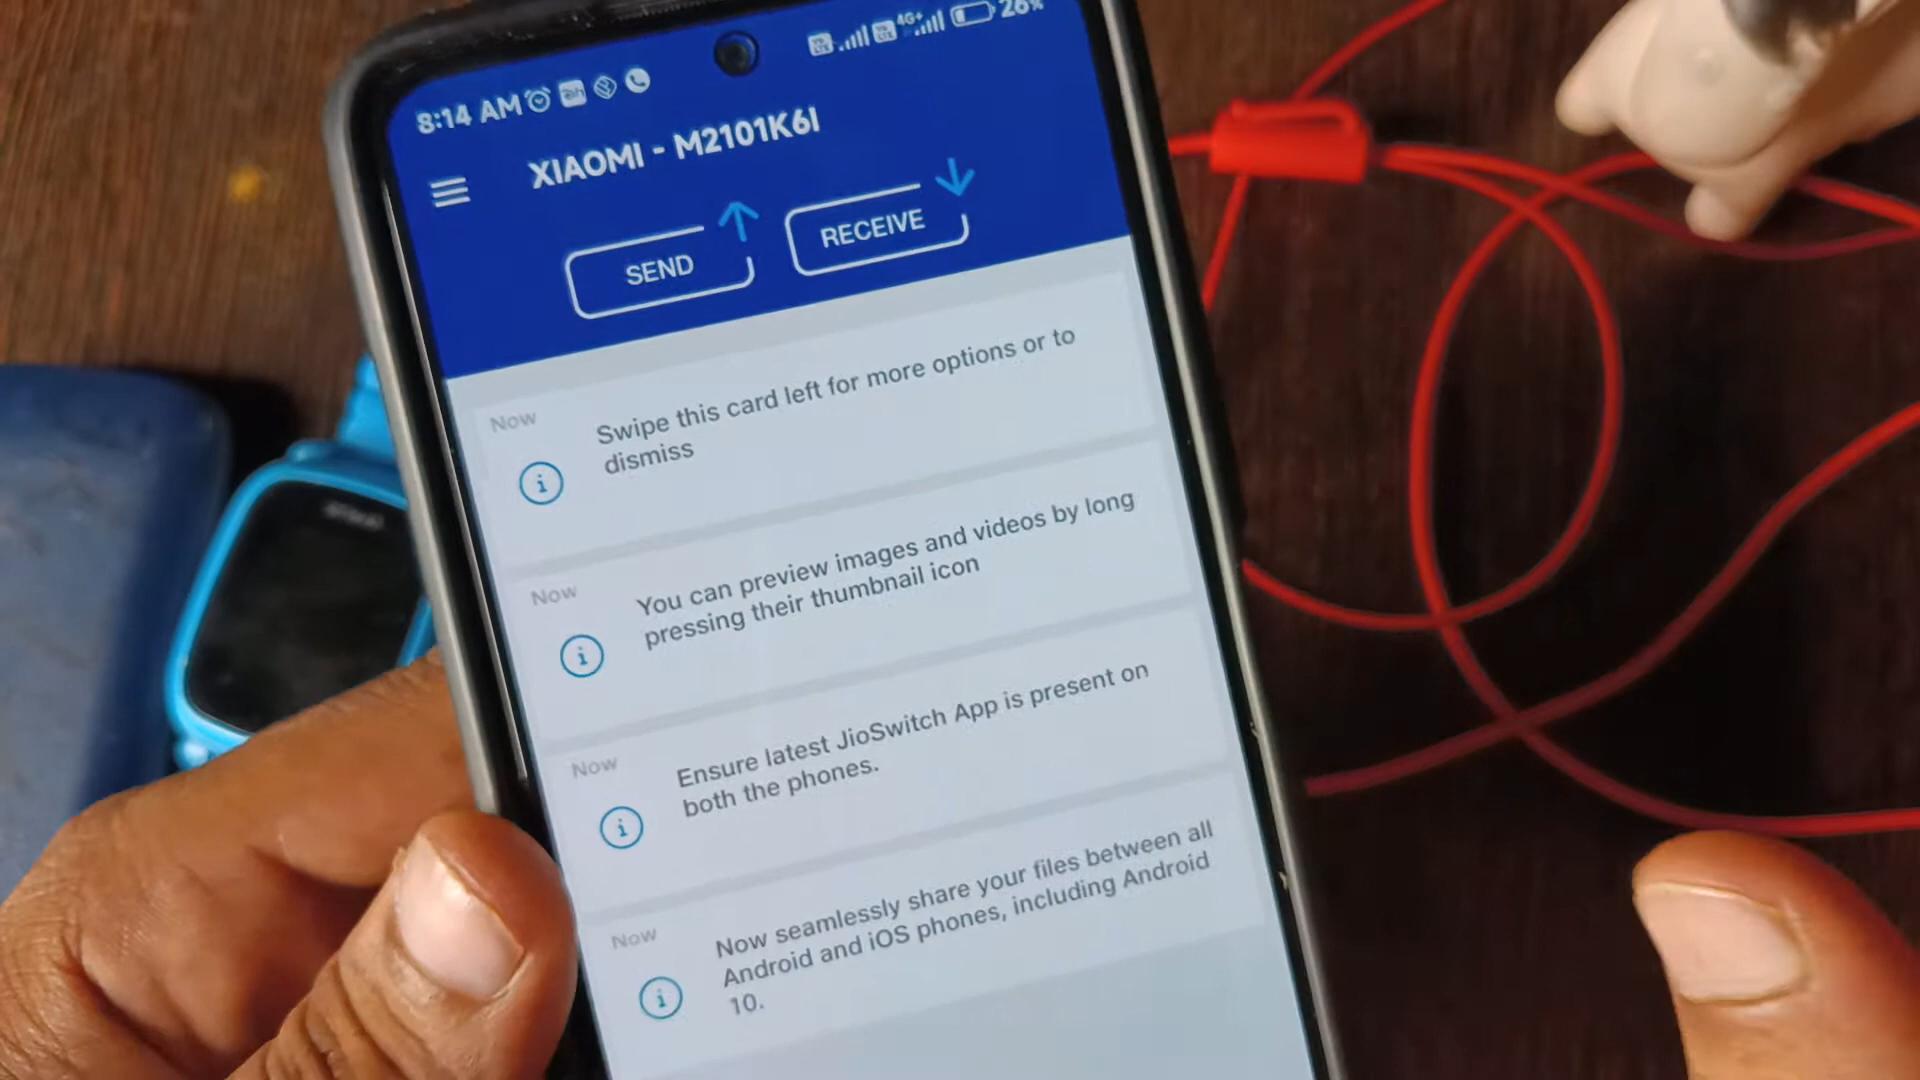 8:14 AM 4G+ 26%
XIAOMI - M2101K6I
SEND
RECEIVE
Now
Swipe this card left for more options or to
dismiss
Now
You can preview images and videos by long
pressing their thumbnail icon
Now
Ensure latest JioSwitch App is present on
both the phones.
Now
Now seamlessly share your files between all
Android and iOS phones, including Android
10.